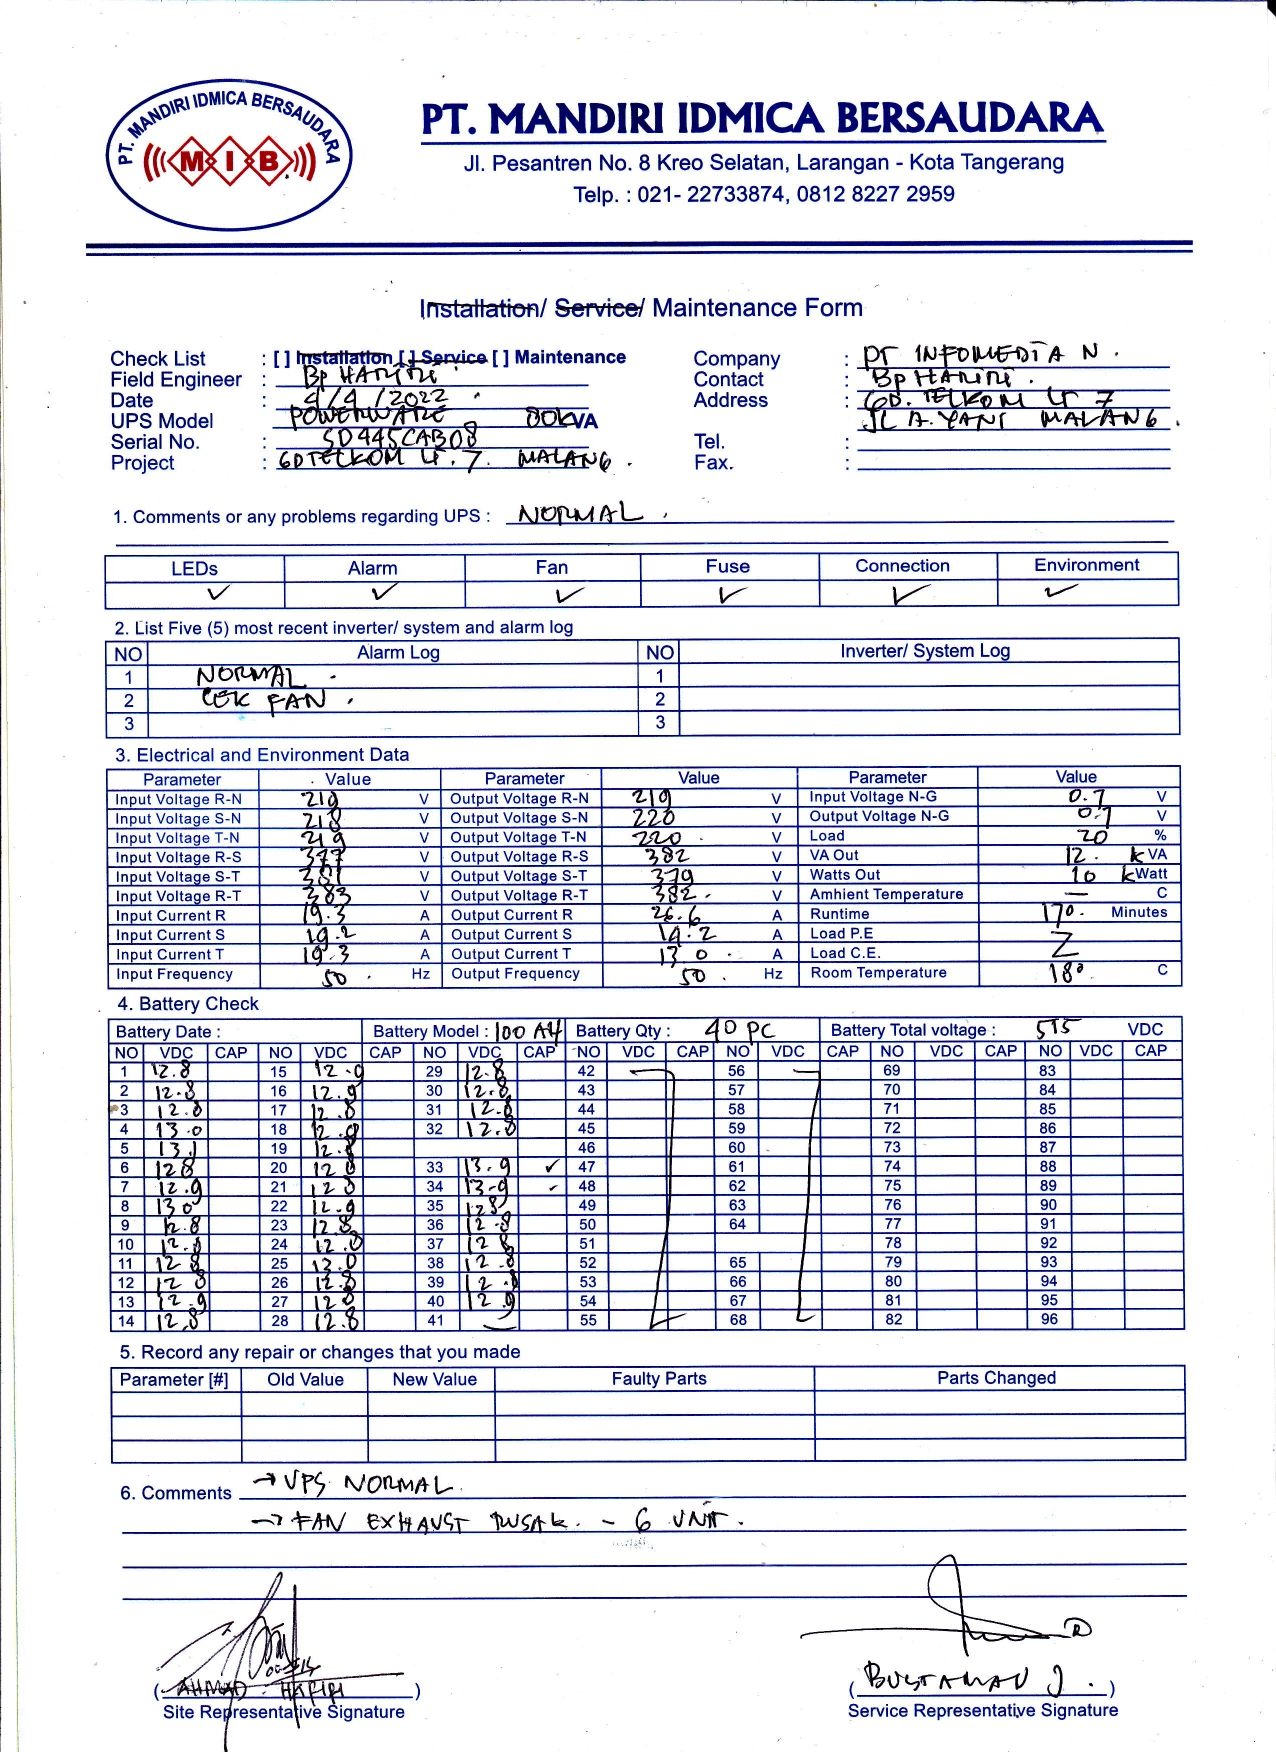 PT. MANDIRI IDMICA BERSAUDARA
M I B
PT. MANDIRI IDMICA BERSAUDARA
Jl. Pesantren No. 8 Kreo Selatan, Larangan - Kota Tangerang
Telp. : 021- 22733874, 0812 8227 2959
Installation/ Service/ Maintenance Form
Check List : [ ] Installation [ ] Service [ ] Maintenance
Field Engineer : Bp HARIRI
Date : 4/4/2022
UPS Model POWERWARE 80KVA
Serial No. : SD445CAB08
Project : GD TELKOM LT.7. MALANG.
Company : PT INFOMEDIA N.
Contact : Bp HARIRI.
Address : GD. TELKOM LT 7
JL A. YANI MALANG.
Tel. :
Fax. :
1. Comments or any problems regarding UPS : NORMAL.
LEDs Alarm Fan Fuse Connection Environment
✓ ✓ ✓ ✓ ✓ ✓
2. List Five (5) most recent inverter/ system and alarm log
NO Alarm Log NO Inverter/ System Log
1 NORMAL. 1
2 CEK FAN. 2
3 3
3. Electrical and Environment Data
Parameter Value Parameter Value Parameter Value
Input Voltage R-N 219 V Output Voltage R-N 219 V Input Voltage N-G 0.7 V
Input Voltage S-N 218 V Output Voltage S-N 220 V Output Voltage N-G 0.7 V
Input Voltage T-N 219 V Output Voltage T-N 220 V Load 20 %
Input Voltage R-S 377 V Output Voltage R-S 382 V VA Out 12. kVA
Input Voltage S-T 381 V Output Voltage S-T 379 V Watts Out 10 kWatt
Input Voltage R-T 383 V Output Voltage R-T 382 V Amhient Temperature — C
Input Current R 19.3 A Output Current R 26.6 A Runtime 170. Minutes
Input Current S 19.2 A Output Current S 14.2 A Load P.E
Input Current T 19.3 A Output Current T 13.0 A Load C.E.
Input Frequency 50 Hz Output Frequency 50 Hz Room Temperature 18° C
4. Battery Check
Battery Date : Battery Model : 100 AH Battery Qty : 40 PC Battery Total voltage : 515 VDC
NO VDC CAP NO VDC CAP NO VDC CAP NO VDC CAP NO VDC CAP NO VDC CAP NO VDC CAP
1 12.8 15 12.9 29 12.8 42 56 69 83
2 12.8 16 12.9 30 12.8 43 57 70 84
3 12.8 17 12.8 31 12.8 44 58 71 85
4 13.0 18 12.9 32 12.8 45 59 72 86
5 13.1 19 12.8 46 60 73 87
6 12.8 20 12.8 33 13.9 ✓ 47 61 74 88
7 12.9 21 12.8 34 13.9 ✓ 48 62 75 89
8 13.0 22 12.9 35 12.8 49 63 76 90
9 12.8 23 12.8 36 12.8 50 64 77 91
10 12.8 24 12.8 37 12.8 51 78 92
11 12.8 25 12.0 38 12.8 52 65 79 93
12 12.8 26 12.8 39 12.8 53 66 80 94
13 12.9 27 12.8 40 12.9 54 67 81 95
14 12.8 28 12.8 41 55 68 82 96
5. Record any repair or changes that you made
Parameter [#] Old Value New Value Faulty Parts Parts Changed
6. Comments → UPS NORMAL.
→ FAN EXHAUST RUSAK. - 6 UNIT.
( AHMAD HARIRI )
Site Representative Signature
( BUSTAMAN J. )
Service Representative Signature